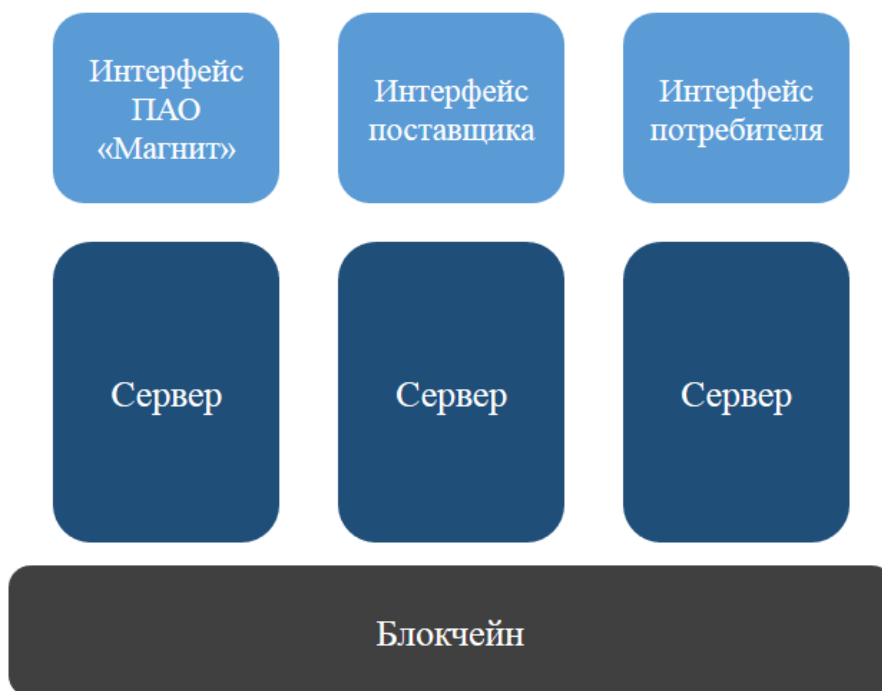 Интерфейс
ПАО
«Магнит»
Интерфейс
поставщика
Интерфейс
потребителя
Сервер
Сервер
Сервер
Блокчейн